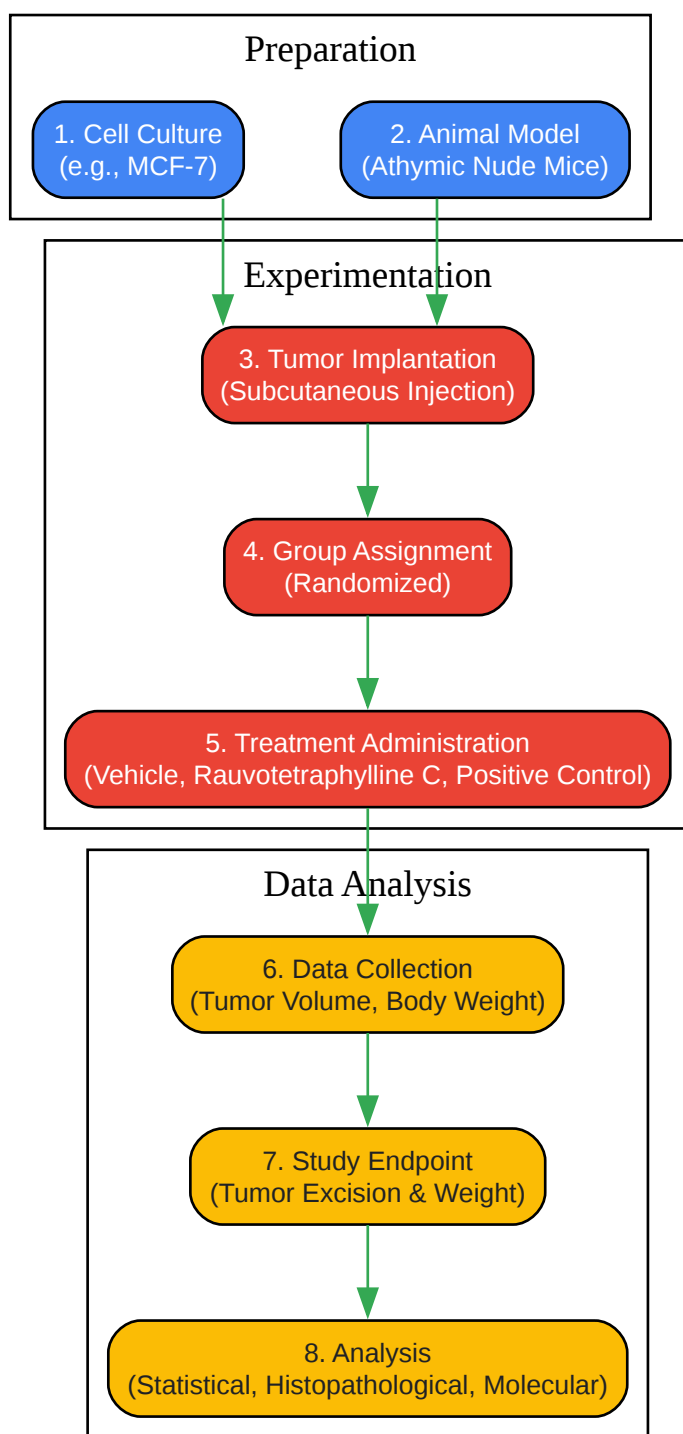 Preparation
1. Cell Culture
(e.g., MCF-7)
2. Animal Model
(Athymic Nude Mice)
Experimentation
3. Tumor Implantation
(Subcutaneous Injection)
4. Group Assignment
(Randomized)
5. Treatment Administration
(Vehicle, Rauvotetraphylline C, Positive Control)
Data Analysis
6. Data Collection
(Tumor Volume, Body Weight)
7. Study Endpoint
(Tumor Excision & Weight)
8. Analysis
(Statistical, Histopathological, Molecular)